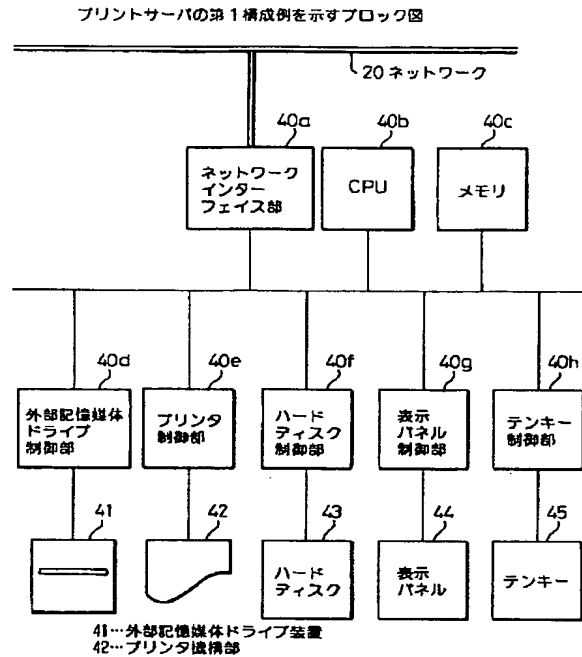 プリントサーバの第1構成例を示すブロック図
20 ネットワーク
40a
40b
40c
ネットワーク
インター
フェイス部
CPU
メモリ
40d
40e
40f
40g
40h
外部記憶媒体
ドライブ
制御部
プリンタ
制御部
ハード
ディスク
制御部
表示
パネル
制御部
テンキー
制御部
41
42
43
44
45
ハード
ディスク
表示
パネル
テンキー
41…外部記憶媒体ドライブ装置
42…プリンタ機構部